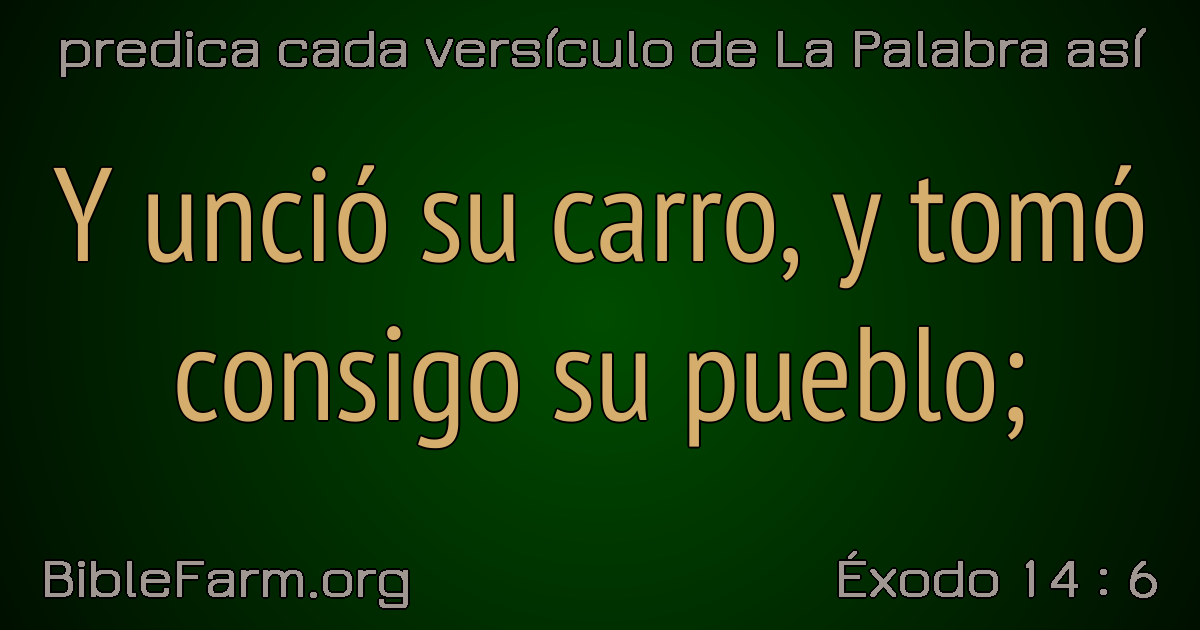 predica cada versículo de La Palabra así
Y unció su carro, y tomó
consigo su pueblo;
BibleFarm.org
Éxodo 14 : 6